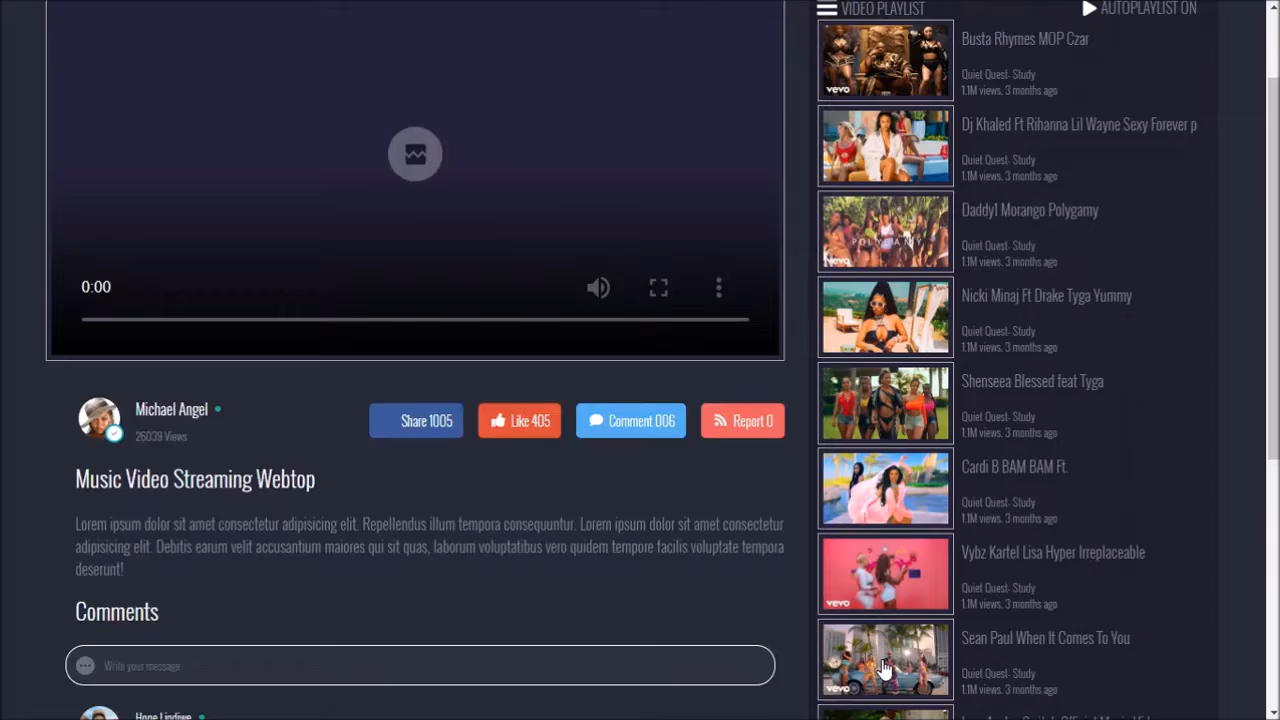 VIDEO PLAYLIST
AUTOPLAYLIST ON
0:00
Michael Angel
26039 Views
Share 1005
Like 405
Comment 006
Report 0
Music Video Streaming Webtop
Lorem ipsum dolor sit amet consectetur adipisicing elit. Repellendus illum tempora consequuntur. Lorem ipsum dolor sit amet consectetur
adipisicing elit. Debitis earum velit accusantium maiores qui sit quas, laborum voluptatibus vero quidem tempore facilis voluptate tempora
deserunt!
Comments
Write your message
Hope Lindiwe
vevo
Busta Rhymes MOP Czar
Quiet Quest- Study
1.1M views. 3 months ago
Dj Khaled Ft Rihanna Lil Wayne Sexy Forever p
Quiet Quest- Study
1.1M views. 3 months ago
POLYGAMY
vevo
Daddy1 Morango Polygamy
Quiet Quest- Study
1.1M views. 3 months ago
Nicki Minaj Ft Drake Tyga Yummy
Quiet Quest- Study
1.1M views. 3 months ago
Shenseea Blessed feat Tyga
Quiet Quest- Study
1.1M views. 3 months ago
Cardi B BAM BAM Ft.
Quiet Quest- Study
1.1M views. 3 months ago
vevo
Vybz Kartel Lisa Hyper Irreplaceable
Quiet Quest- Study
1.1M views. 3 months ago
vevo
Sean Paul When It Comes To You
Quiet Quest- Study
1.1M views. 3 months ago